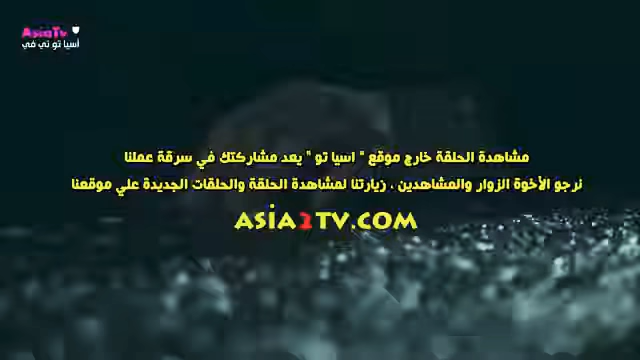 AsiaTv
أسيا تو تي في
مشاهدة الحلقة خارج موقع " اسيا تو " يعد مشاركتك في سرقة عملنا
نرجو الأخوة الزوار والمشاهدين ، زيارتنا لمشاهدة الحلقة والحلقات الجديدة علي موقعنا
ASiA2TV.COM